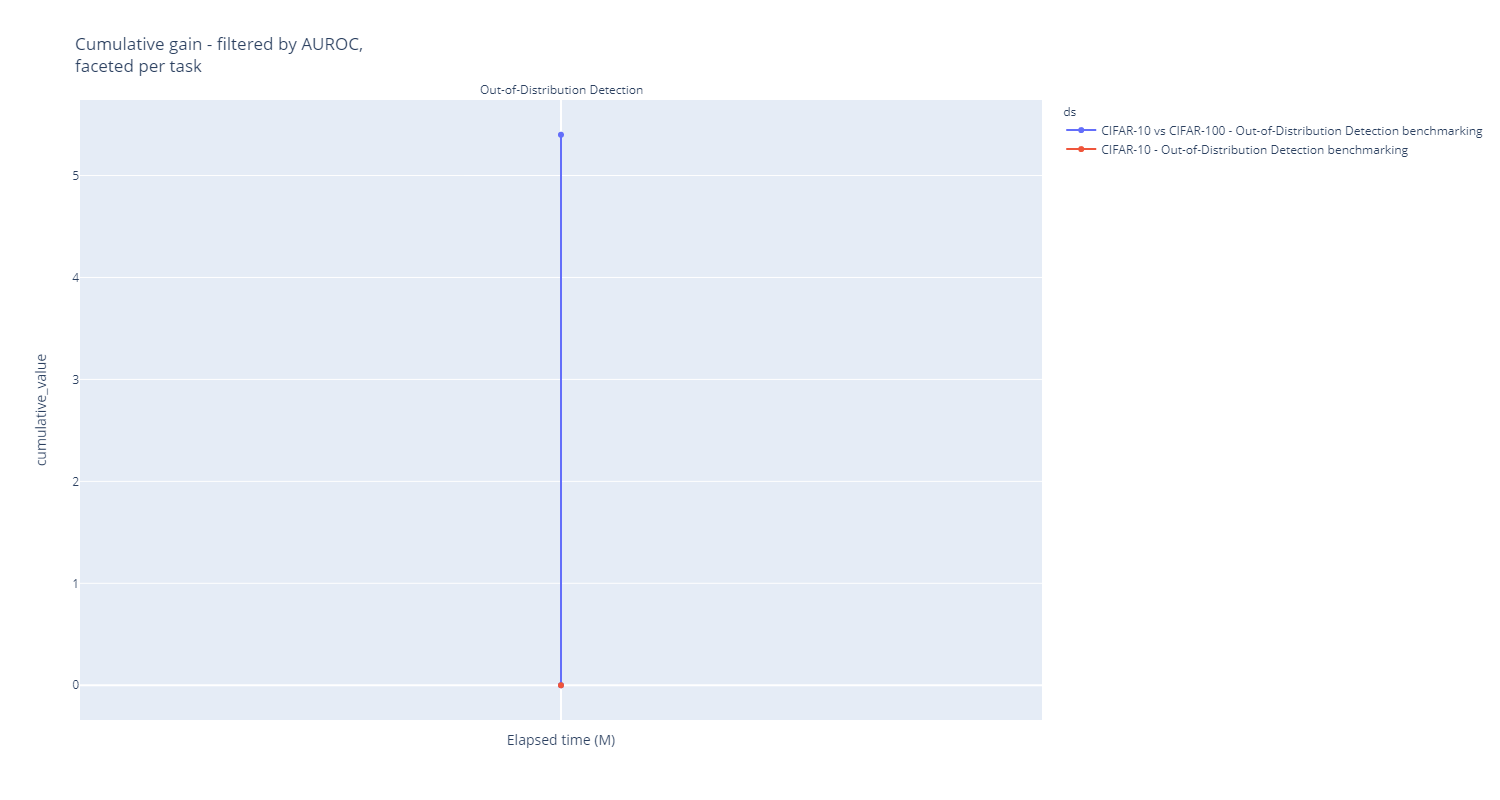 Cumulative gain - filtered by AUROC,
faceted per task
Out-of-Distribution Detection
ds
CIFAR-10 vs CIFAR-100 - Out-of-Distribution Detection benchmarking
CIFAR-10 - Out-of-Distribution Detection benchmarking
5
4
3
2
1
0
cumulative_value
Elapsed time (M)